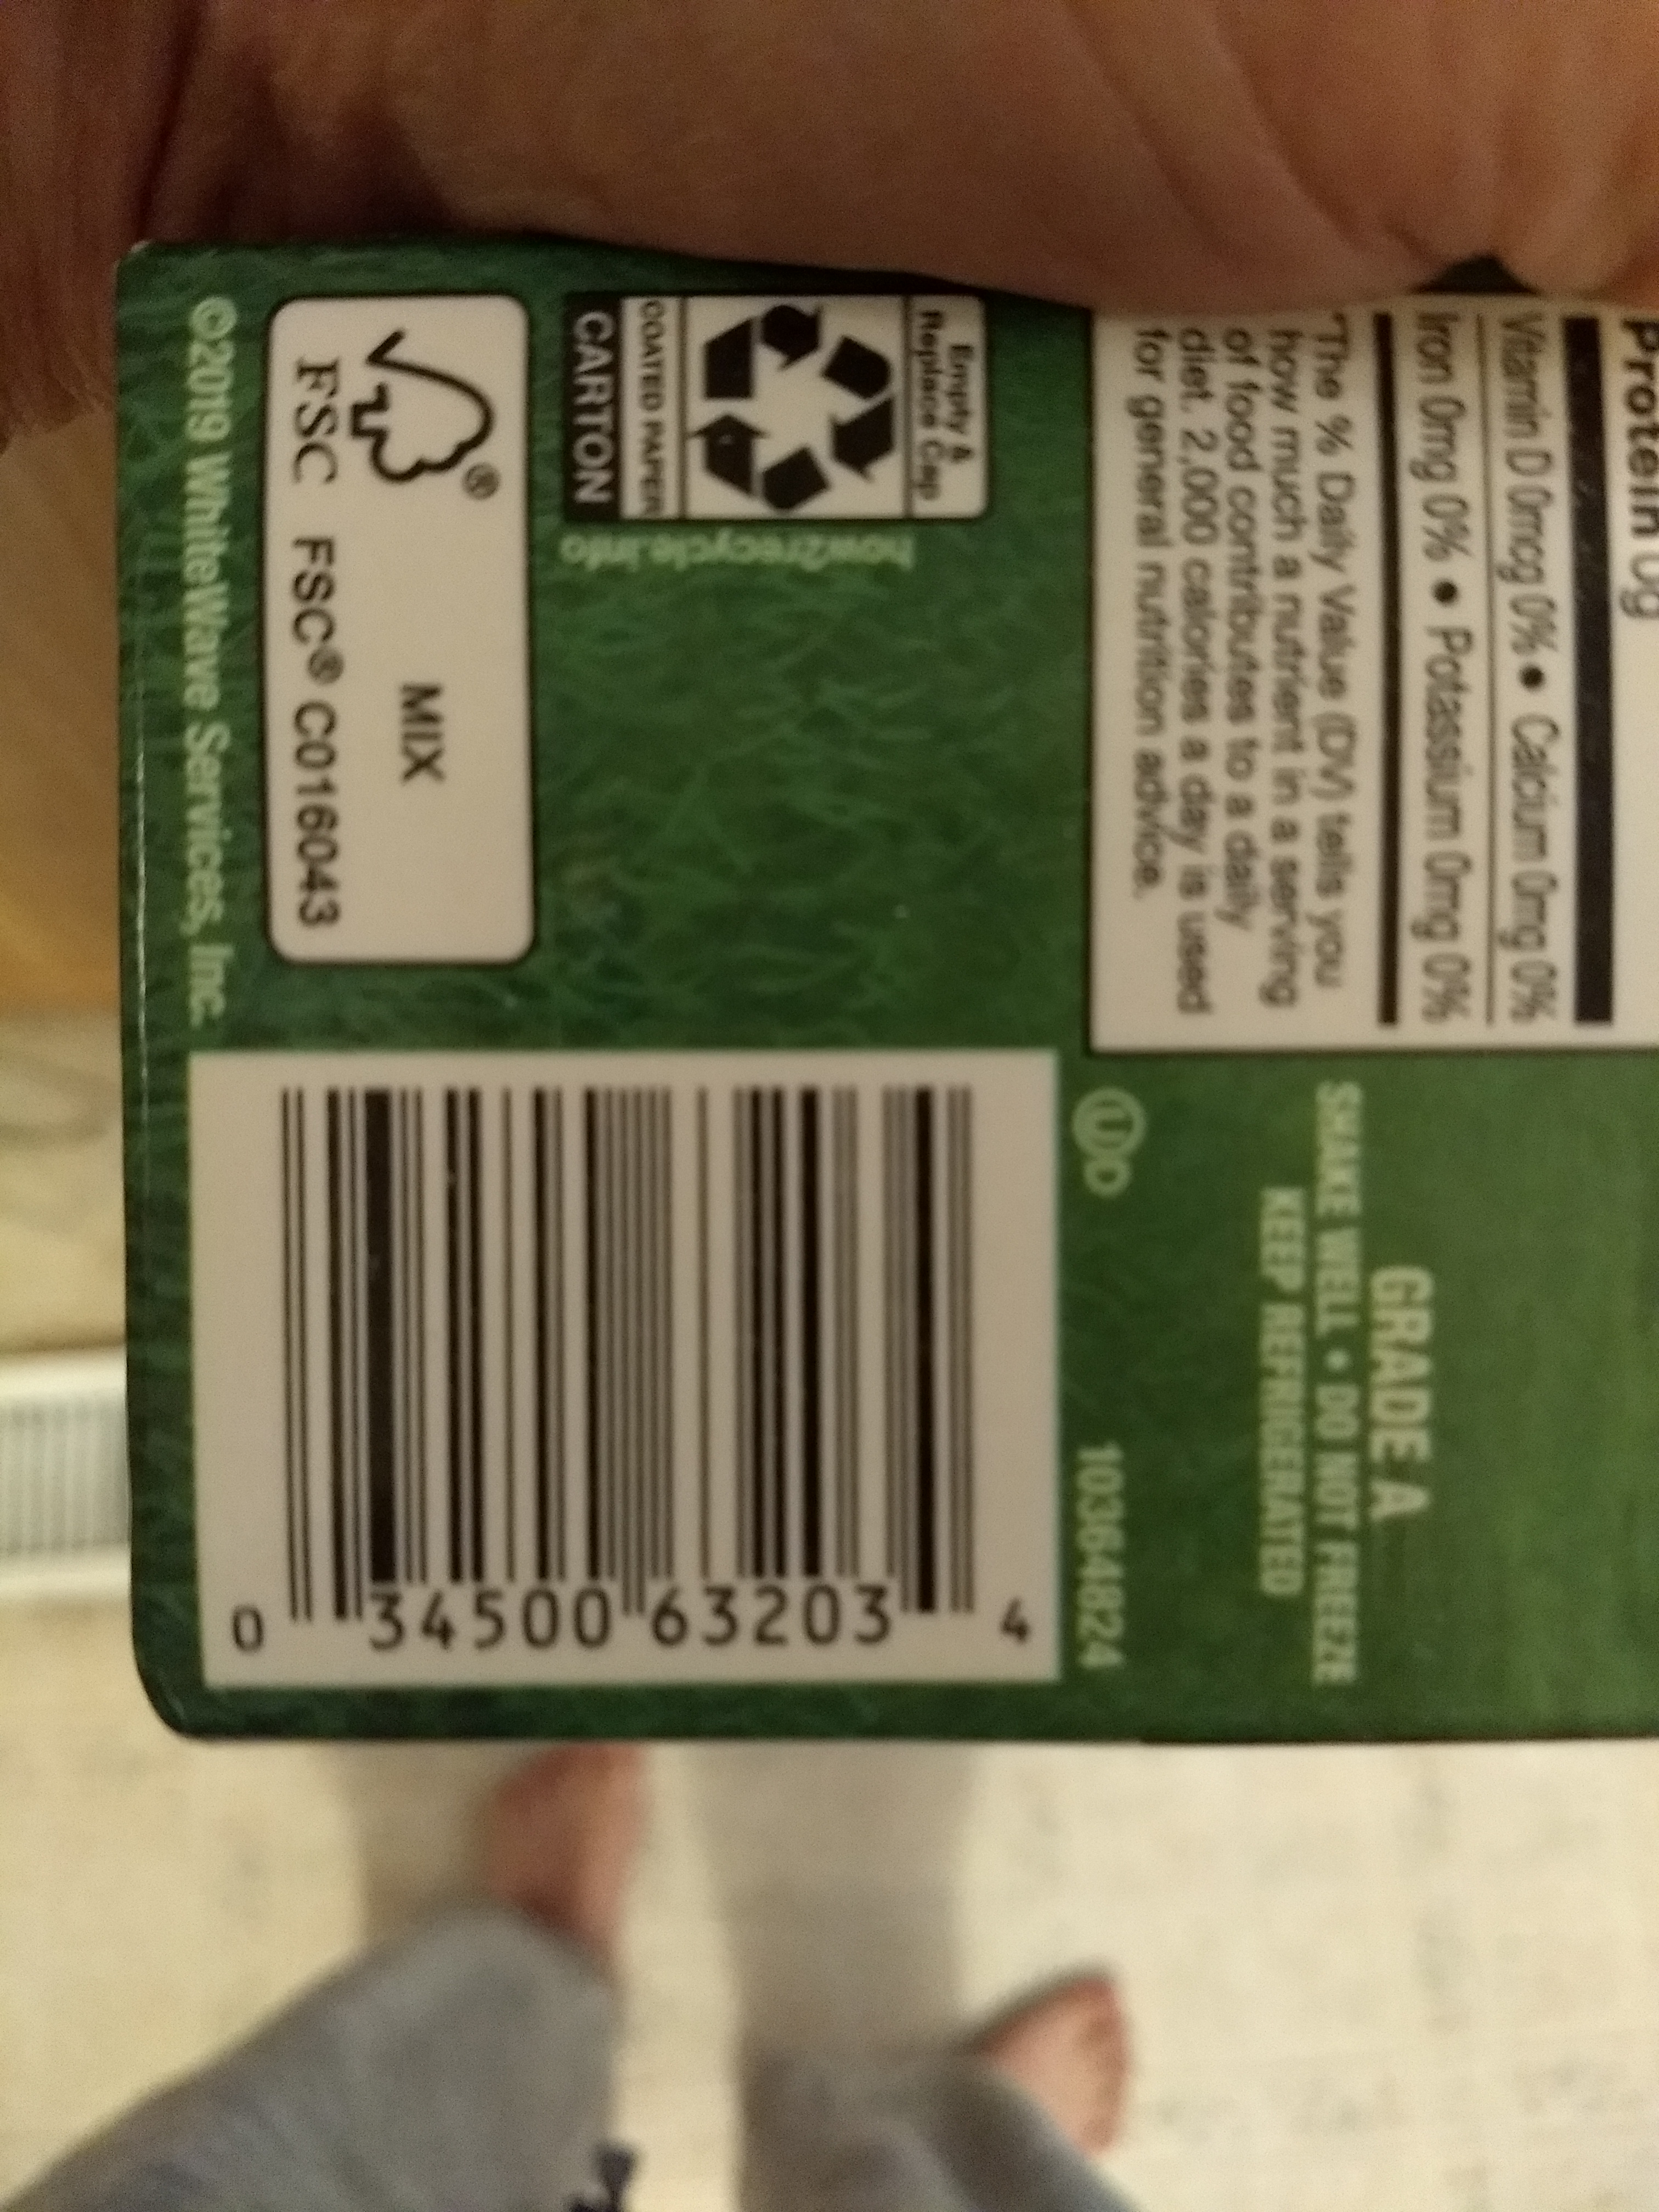 Protein 0g
Vitamin D 0mcg 0% • Calcium 0mg 0%
Iron 0mg 0% • Potassium 0mg 0%
*The % Daily Value (DV) tells you
how much a nutrient in a serving
of food contributes to a daily
diet. 2,000 calories a day is used
for general nutrition advice.
GRADE A
SHAKE WELL • DO NOT FREEZE
KEEP REFRIGERATED
Ⓤ D
10364824
Empty &
Replace Cap
COATED PAPER
CARTON
how2recycle.info
®
FSC
MIX
FSC® C016043
©2019 WhiteWave Services, Inc.
0 34500 63203 4